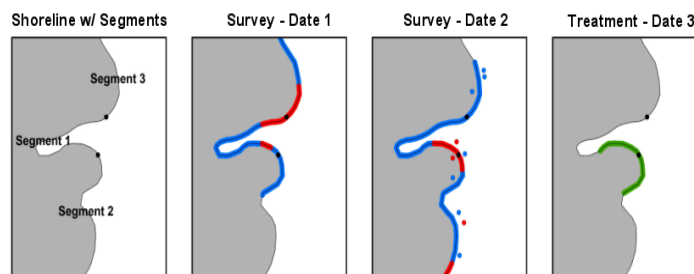 Shoreline w/ Segments
Survey - Date 1
Survey - Date 2
Treatment - Date 3
Segment 3
Segment 1
Segment 2